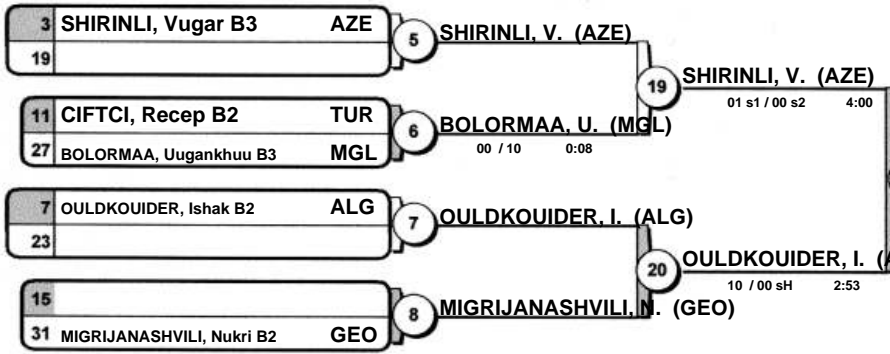 3 SHIRINLI, Vugar B3 AZE
19
5 SHIRINLI, V. (AZE)
11 CIFTCI, Recep B2 TUR
27 BOLORMAA, Uugankhuu B3 MGL
6 BOLORMAA, U. (MGL)
00 / 10 0:08
19 SHIRINLI, V. (AZE)
01 s1 / 00 s2 4:00
7 OULDKOUIDER, Ishak B2 ALG
23
7 OULDKOUIDER, I. (ALG)
15
31 MIGRIJANASHVILI, Nukri B2 GEO
8 MIGRIJANASHVILI, N. (GEO)
20 OULDKOUIDER, I. (A
10 / 00 sH 2:53